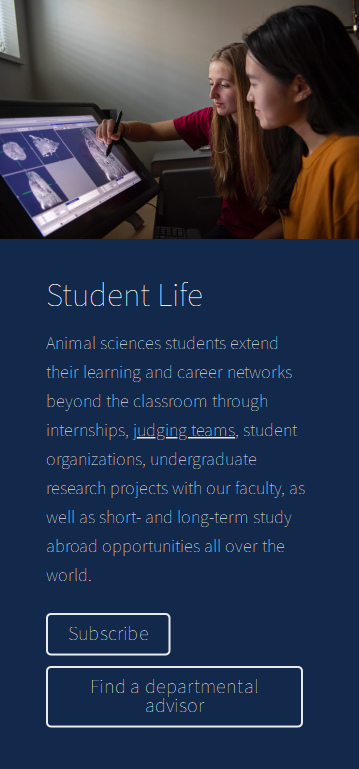 Student Life
Animal sciences students extend
their learning and career networks
beyond the classroom through
internships, judging teams, student
organizations, undergraduate
research projects with our faculty, as
well as short- and long-term study
abroad opportunities all over the
world.
Subscribe
Find a departmental
advisor